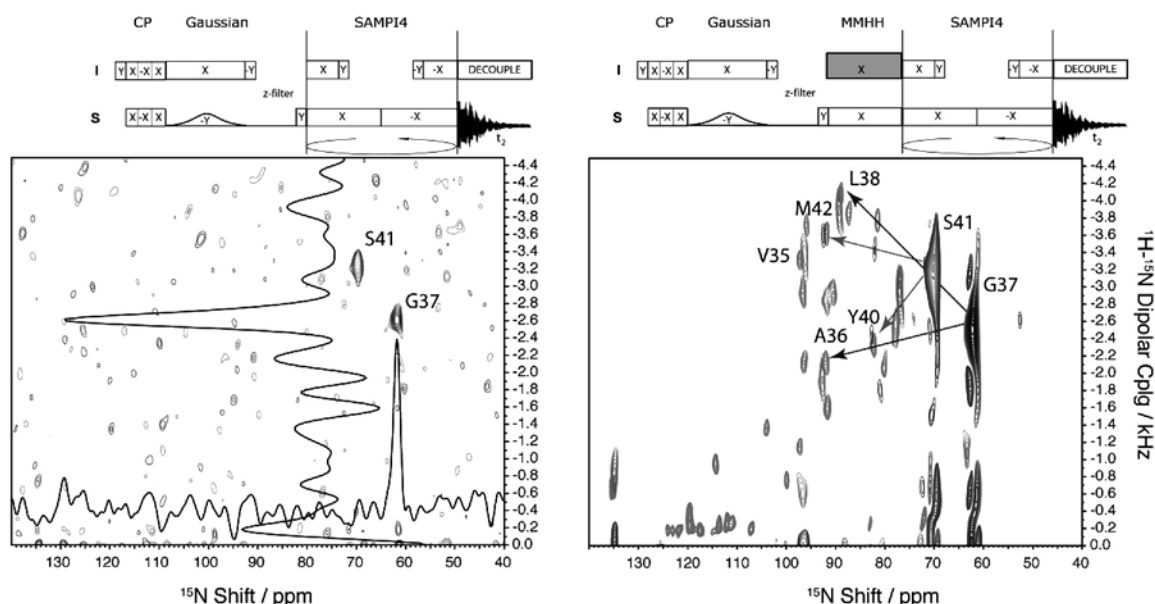 CP Gaussian SAMPI4
I Y X -X X X -Y X Y -Y -X DECOUPLE
z-filter
S X -X X -Y Y X -X
t2
S41
G37
-4.4
-4.2
-4.0
-3.8
-3.6
-3.4
-3.2
-3.0
-2.8
-2.6
-2.4
-2.2
-2.0
-1.8
-1.6
-1.4
-1.2
-1.0
-0.8
-0.6
-0.4
-0.2
0.0
130 120 110 100 90 80 70 60 50 40
15N Shift / ppm
CP Gaussian MMHH SAMPI4
I Y X -X X X -Y X X Y -Y -X DECOUPLE
z-filter
S X -X X -Y Y X -X
t2
L38
M42
S41
V35
G37
Y40
A36
-4.4
-4.2
-4.0
-3.8
-3.6
-3.4
-3.2
-3.0
-2.8
-2.6
-2.4
-2.2
-2.0
-1.8
-1.6
-1.4
-1.2
-1.0
-0.8
-0.6
-0.4
-0.2
0.0
1H-15N Dipolar Cplg / kHz
130 120 110 100 90 80 70 60 50 40
15N Shift / ppm